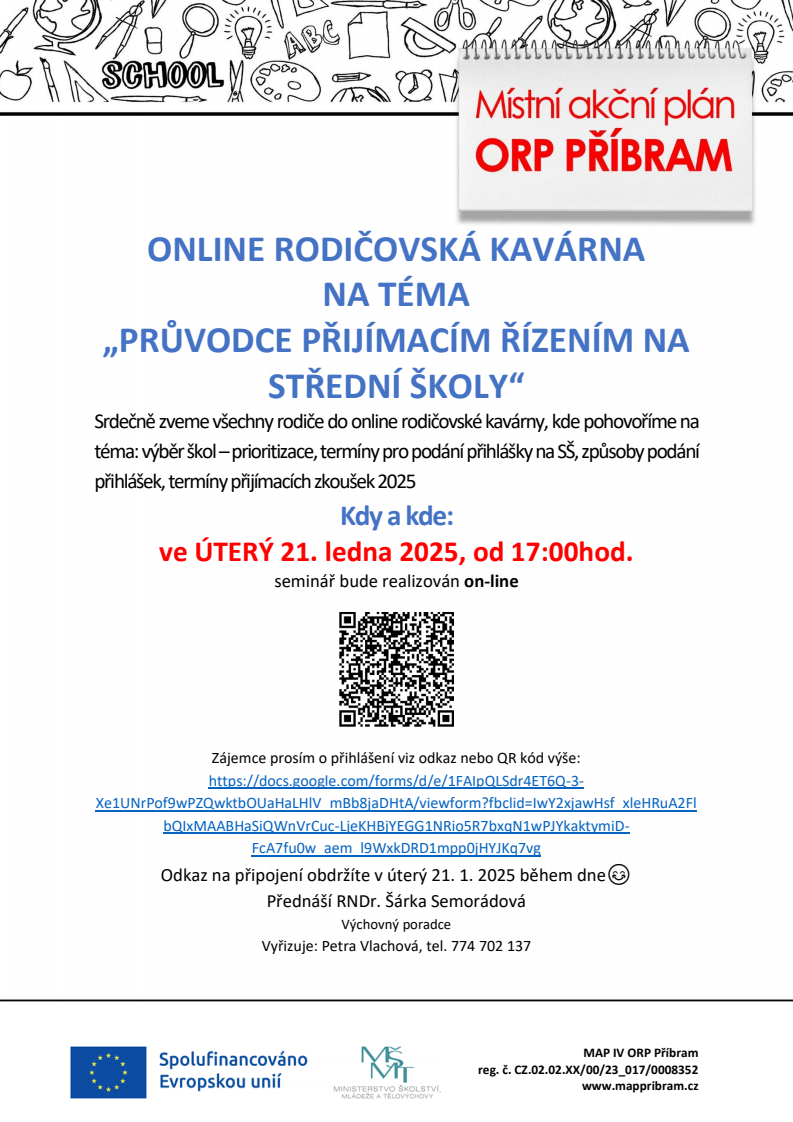 SCHOOL
ABC
Místní akční plán
ORP PŘÍBRAM
ONLINE RODIČOVSKÁ KAVÁRNA
NA TÉMA
„PRŮVODCE PŘIJÍMACÍM ŘÍZENÍM NA
STŘEDNÍ ŠKOLY“
Srdečně zveme všechny rodiče do online rodičovské kavárny, kde pohovoříme na
téma: výběr škol – prioritizace, termíny pro podání přihlášky na SŠ, způsoby podání
přihlášek, termíny přijímacích zkoušek 2025
Kdy a kde:
ve ÚTERÝ 21. ledna 2025, od 17:00hod.
seminář bude realizován on-line
Zájemce prosím o přihlášení viz odkaz nebo QR kód výše:
https://docs.google.com/forms/d/e/1FAIpQLSdr4ET6Q-3-
Xe1UNrPof9wPZQwktbOUaHaLHlV_mBb8jaDHtA/viewform?fbclid=IwY2xjawHsf_xleHRuA2Fl
bQIxMAABHaSiQWnVrCuc-LjeKHBjYEGG1NRio5R7bxqN1wPJYkaktymiD-
FcA7fu0w_aem_l9WxkDRD1mpp0jHYJKq7vg
Odkaz na připojení obdržíte v úterý 21. 1. 2025 během dne😊
Přednáší RNDr. Šárka Semorádová
Výchovný poradce
Vyřizuje: Petra Vlachová, tel. 774 702 137
Spolufinancováno
Evropskou unií
MŠMT
MINISTERSTVO ŠKOLSTVÍ,
MLÁDEŽE A TĚLOVÝCHOVY
MAP IV ORP Příbram
reg. č. CZ.02.02.XX/00/23_017/0008352
www.mappribram.cz